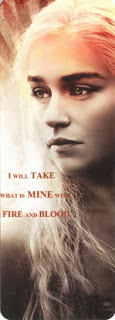 I WILL TAKE
WHAT IS MINE WITH
FIRE AND BLOOD